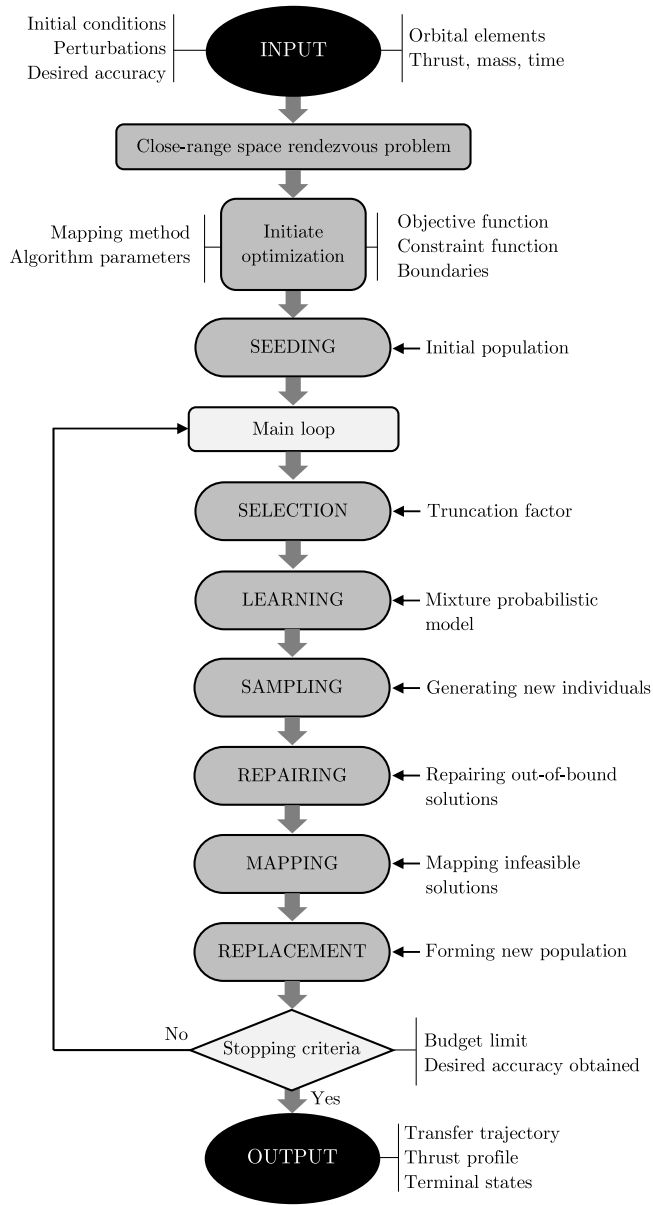 Initial conditions
Perturbations
Desired accuracy
INPUT
Orbital elements
Thrust, mass, time
Close-range space rendezvous problem
Mapping method
Algorithm parameters
Initiate
optimization
Objective function
Constraint function
Boundaries
SEEDING
Initial population
Main loop
SELECTION
Truncation factor
LEARNING
Mixture probabilistic
model
SAMPLING
Generating new individuals
REPAIRING
Repairing out-of-bound
solutions
MAPPING
Mapping infeasible
solutions
REPLACEMENT
Forming new population
No
Stopping criteria
Budget limit
Desired accuracy obtained
Yes
OUTPUT
Transfer trajectory
Thrust profile
Terminal states